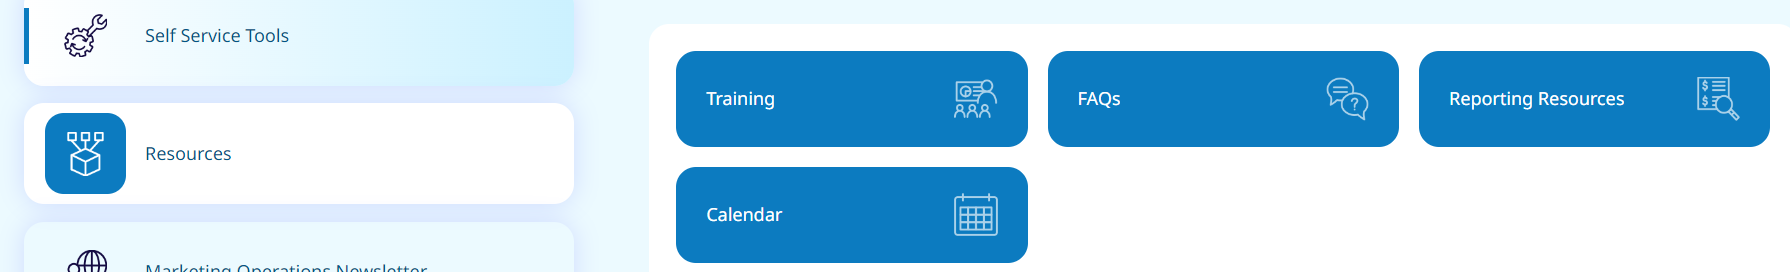 Self Service Tools
Resources
Marketing Operations Newsletter
Training
FAQs
Reporting Resources
Calendar